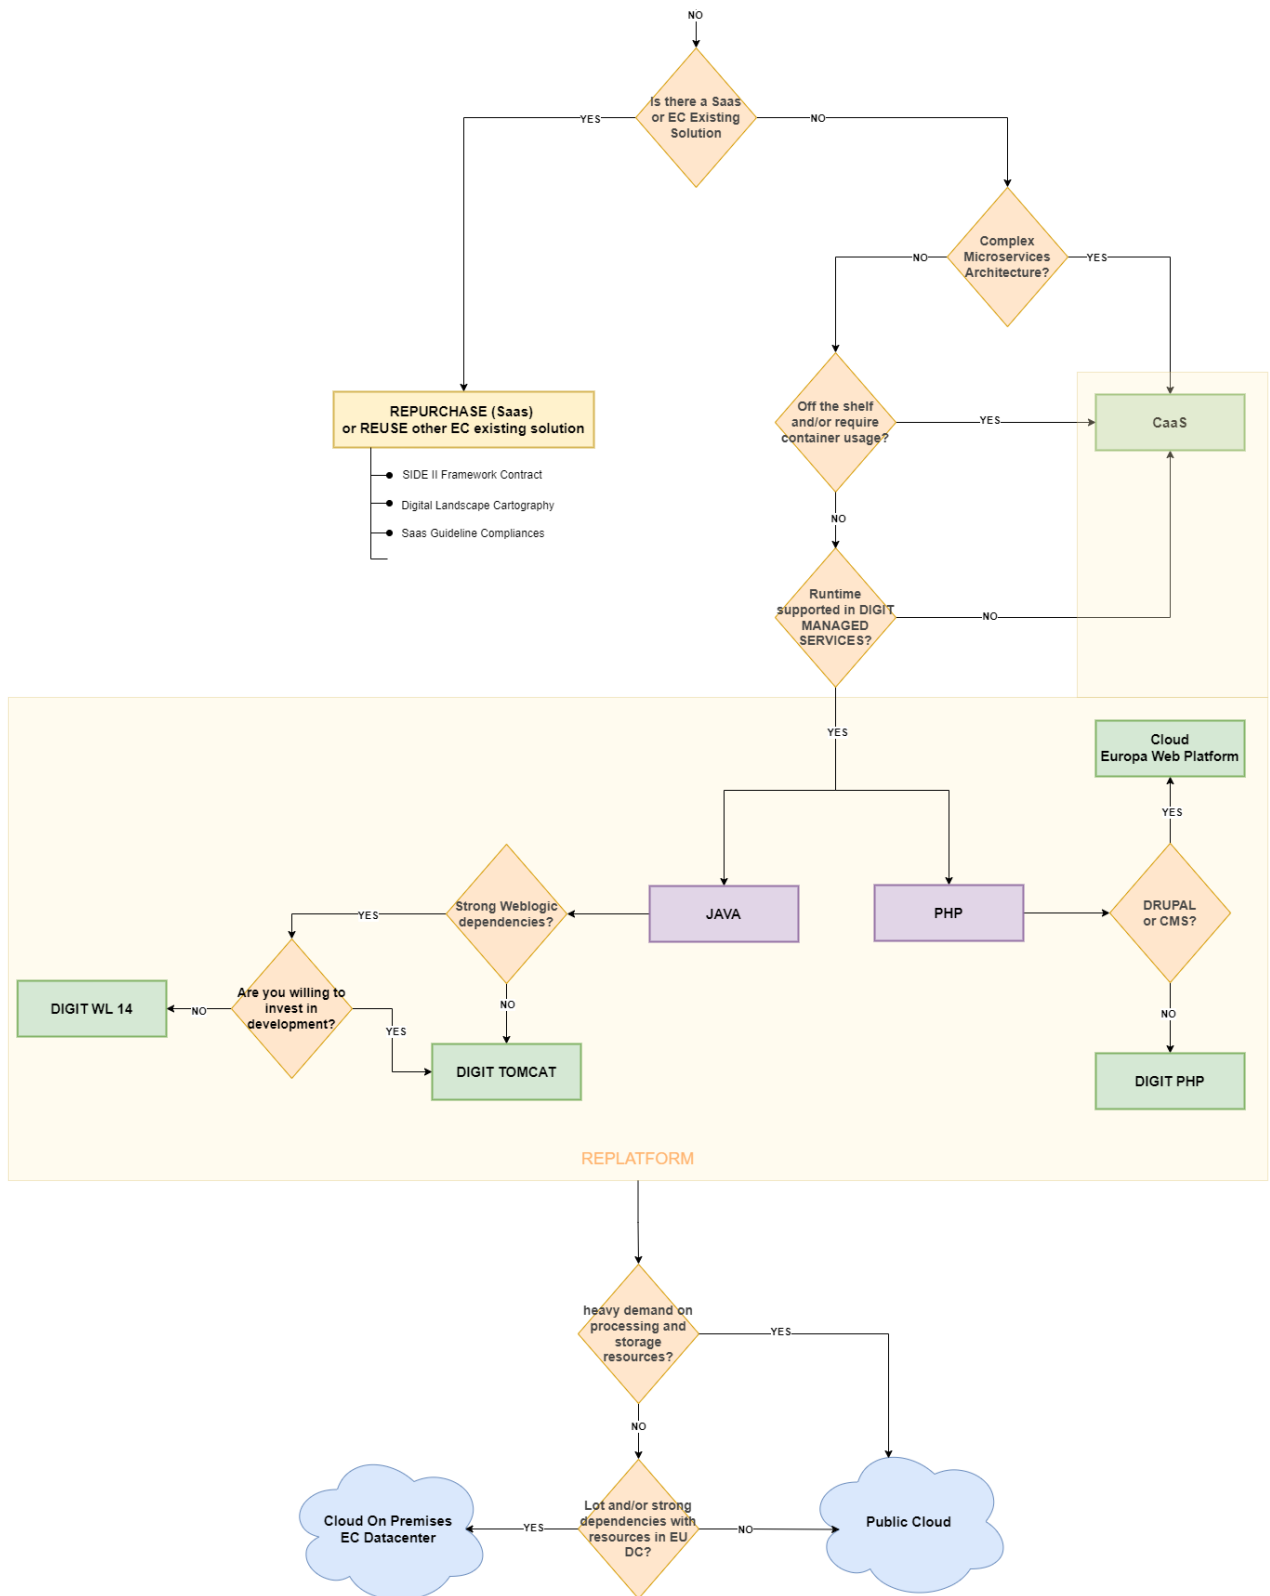 NO
Is there a Saas
or EC Existing
Solution
YES
NO
Complex
Microservices
Architecture?
NO
YES
REPURCHASE (Saas)
or REUSE other EC existing solution
SIDE II Framework Contract
Digital Landscape Cartography
Saas Guideline Compliances
Off the shelf
and/or require
container usage?
YES
CaaS
NO
Runtime
supported in DIGIT
MANAGED
SERVICES?
NO
YES
Cloud
Europa Web Platform
YES
Strong Weblogic
dependencies?
YES
JAVA
PHP
DRUPAL
or CMS?
DIGIT WL 14
NO
Are you willing to
invest in
development?
YES
NO
NO
DIGIT TOMCAT
DIGIT PHP
REPLATFORM
heavy demand on
processing and
storage
resources?
YES
NO
Cloud On Premises
EC Datacenter
YES
Lot and/or strong
dependencies with
resources in EU
DC?
NO
Public Cloud